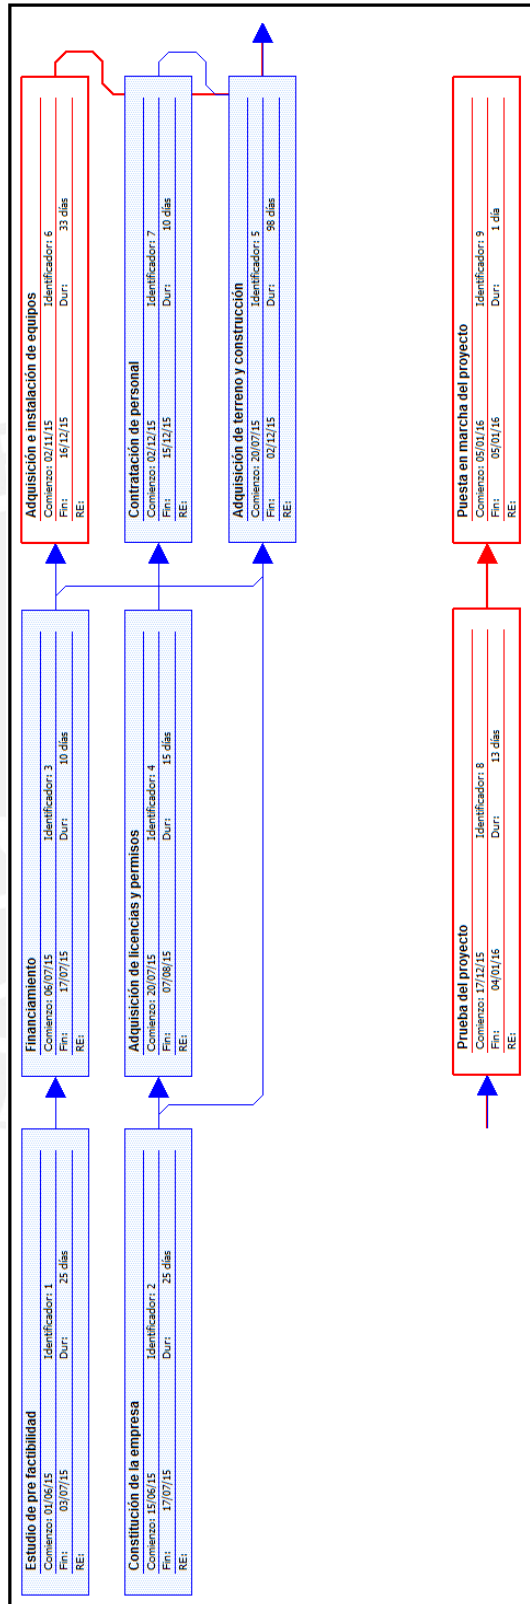 Estudio de pre factibilidad
Comienzo: 01/06/15 Identificador: 1
Fin: 03/07/15 Dur: 25 días
RE:
Financiamiento
Comienzo: 06/07/15 Identificador: 3
Fin: 17/07/15 Dur: 10 días
RE:
Adquisición e instalación de equipos
Comienzo: 02/11/15 Identificador: 6
Fin: 16/12/15 Dur: 33 días
RE:
Constitución de la empresa
Comienzo: 15/06/15 Identificador: 2
Fin: 17/07/15 Dur: 25 días
RE:
Adquisición de licencias y permisos
Comienzo: 20/07/15 Identificador: 4
Fin: 07/08/15 Dur: 15 días
RE:
Contratación de personal
Comienzo: 02/12/15 Identificador: 7
Fin: 15/12/15 Dur: 10 días
RE:
Adquisición de terreno y construcción
Comienzo: 20/07/15 Identificador: 5
Fin: 02/12/15 Dur: 98 días
RE:
Prueba del proyecto
Comienzo: 17/12/15 Identificador: 8
Fin: 04/01/16 Dur: 13 días
RE:
Puesta en marcha del proyecto
Comienzo: 05/01/16 Identificador: 9
Fin: 05/01/16 Dur: 1 día
RE: